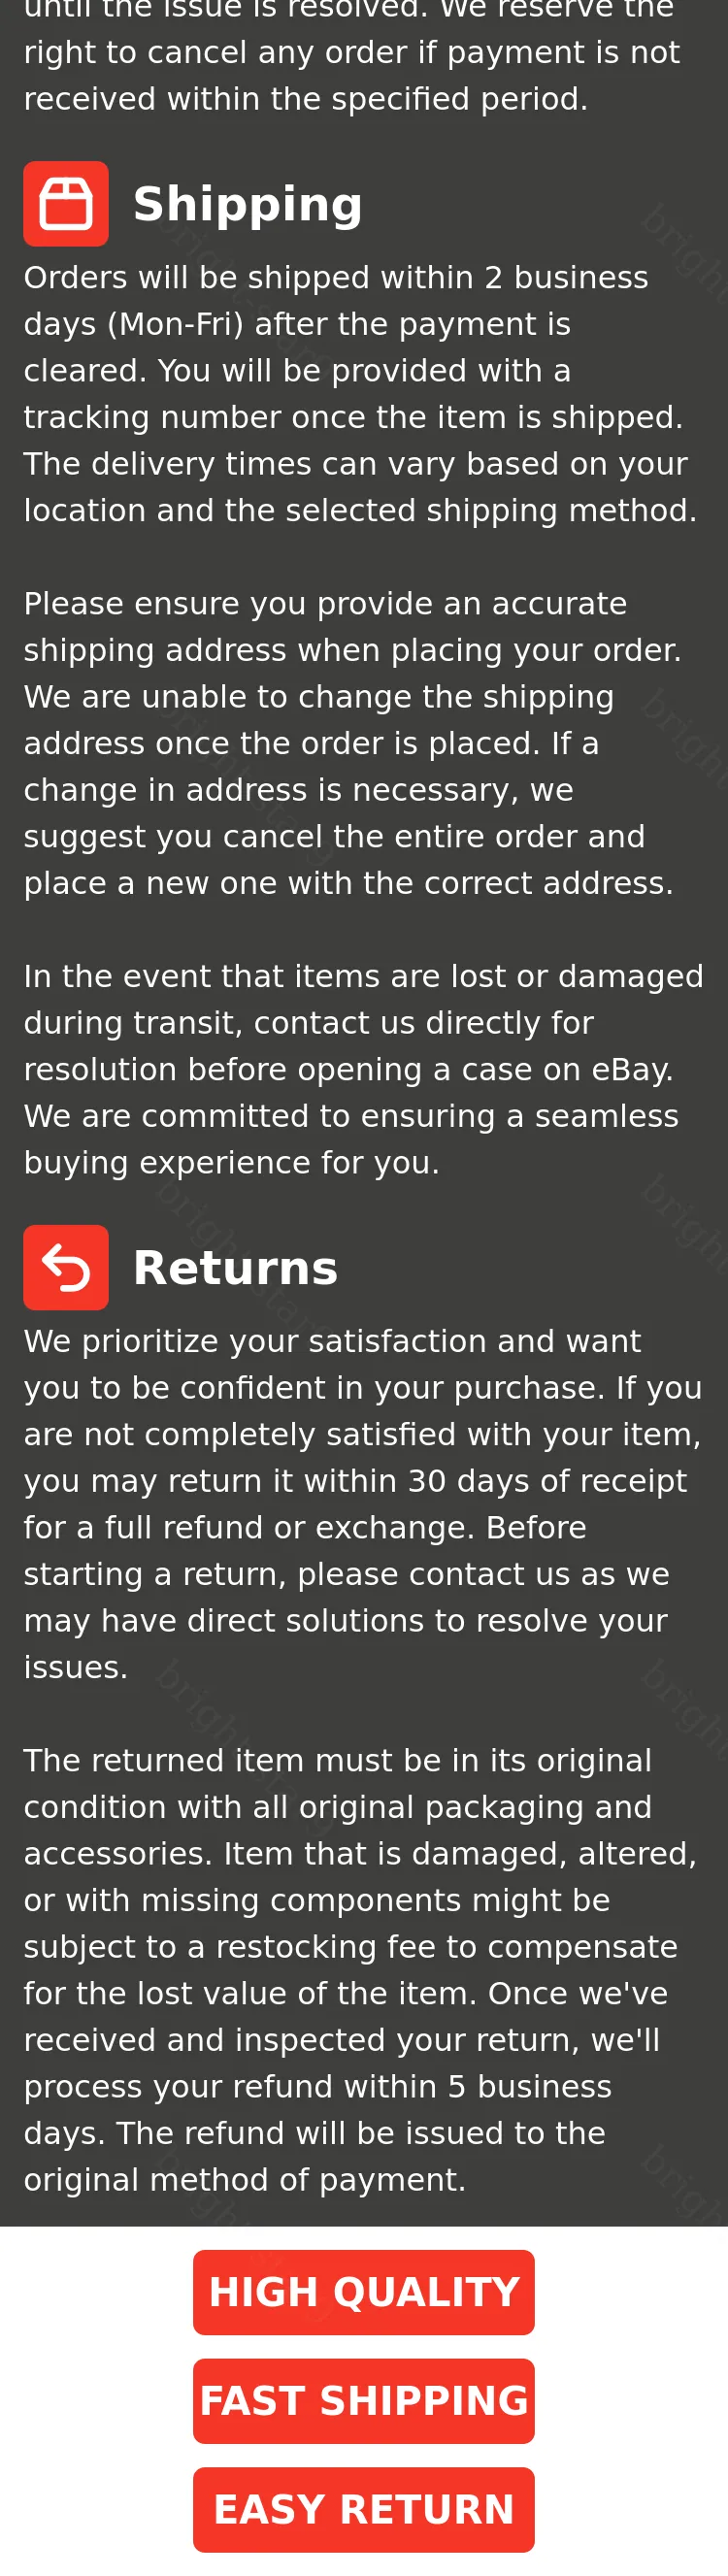 until the issue is resolved. We reserve the
right to cancel any order if payment is not
received within the specified period.
Shipping
Orders will be shipped within 2 business
days (Mon-Fri) after the payment is
cleared. You will be provided with a
tracking number once the item is shipped.
The delivery times can vary based on your
location and the selected shipping method.
Please ensure you provide an accurate
shipping address when placing your order.
We are unable to change the shipping
address once the order is placed. If a
change in address is necessary, we
suggest you cancel the entire order and
place a new one with the correct address.
In the event that items are lost or damaged
during transit, contact us directly for
resolution before opening a case on eBay.
We are committed to ensuring a seamless
buying experience for you.
Returns
We prioritize your satisfaction and want
you to be confident in your purchase. If you
are not completely satisfied with your item,
you may return it within 30 days of receipt
for a full refund or exchange. Before
starting a return, please contact us as we
may have direct solutions to resolve your
issues.
The returned item must be in its original
condition with all original packaging and
accessories. Item that is damaged, altered,
or with missing components might be
subject to a restocking fee to compensate
for the lost value of the item. Once we've
received and inspected your return, we'll
process your refund within 5 business
days. The refund will be issued to the
original method of payment.
HIGH QUALITY
FAST SHIPPING
EASY RETURN